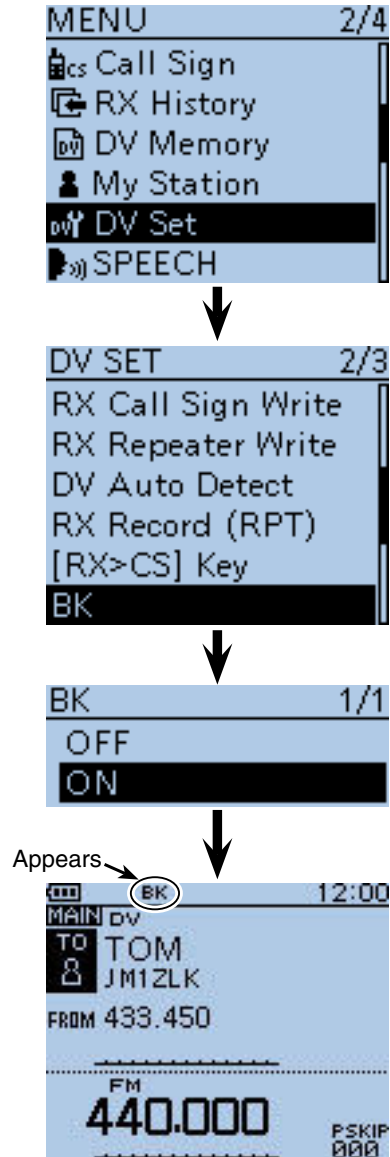 MENU 2/4
CS Call Sign
RX History
DV DV Memory
My Station
DV DV Set
SPEECH
DV SET 2/3
RX Call Sign Write
RX Repeater Write
DV Auto Detect
RX Record (RPT)
[RX>CS] Key
BK
BK 1/1
OFF
ON
Appears
BK 12:00
MAIN DV
TO TOM
JM1ZLK
FROM 433.450
FM
440.000 PSKIP
000